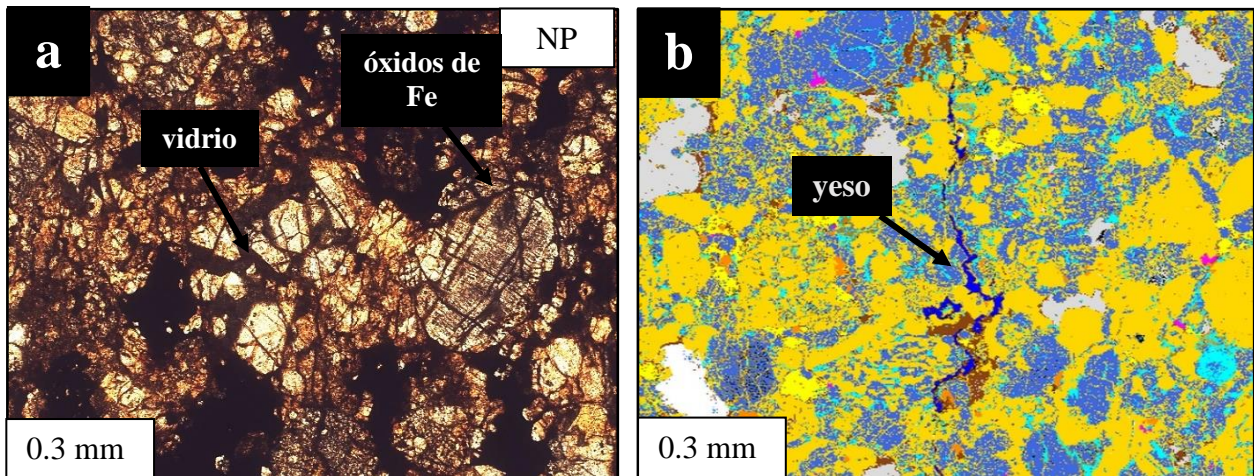 a
NP
óxidos de
Fe
vidrio
0.3 mm
b
yeso
0.3 mm